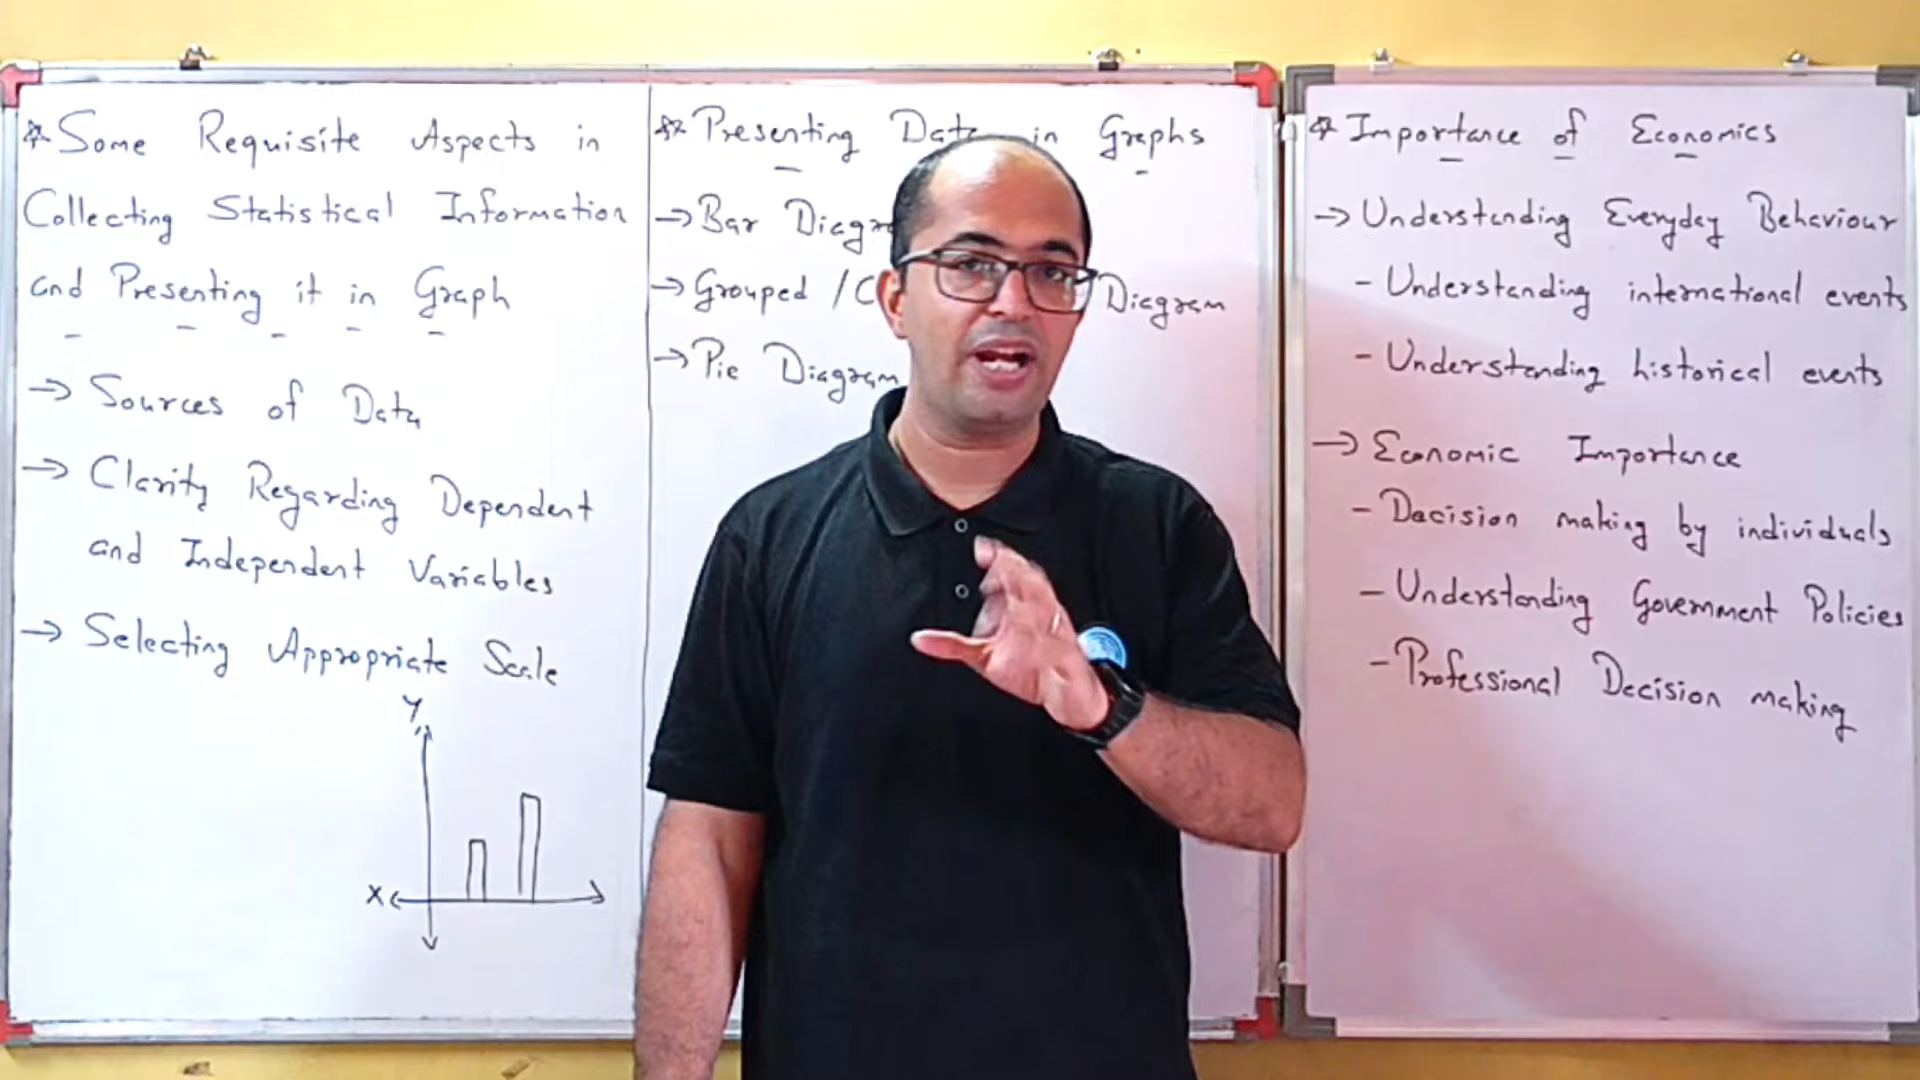 * Some Requisite Aspects in
Collecting Statistical Information
and Presenting it in Graph
→ Sources of Data
→ Clarity Regarding Dependent
and Independent Variables
→ Selecting Appropriate Scale
Y
X
** Presenting Data in Graphs
→ Bar
→ Grouped / Diagram
→ Pie Diagram
* Importance of Economics
→ Understanding Everyday Behaviour
- Understanding international events
- Understanding historical events
→ Economic Importance
- Decision making by individuals
- Understanding Government Policies
- Professional Decision making